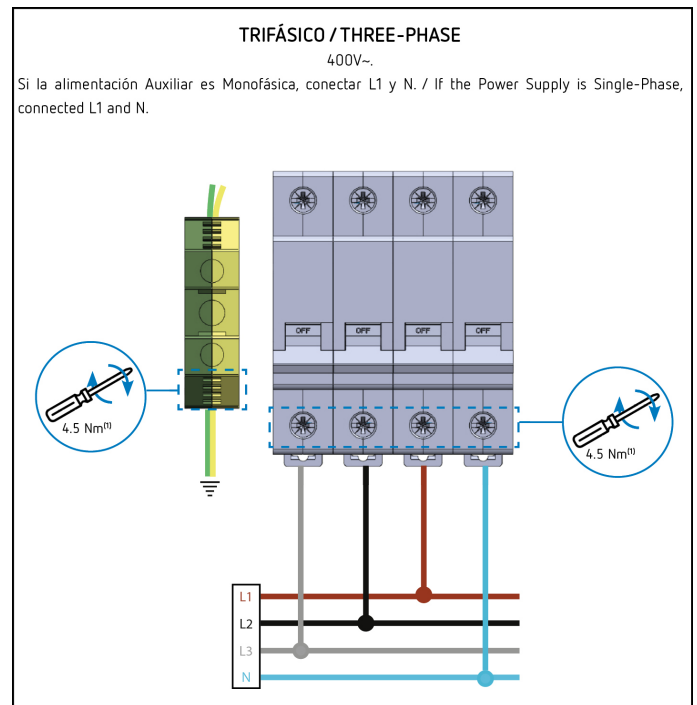 TRIFÁSICO / THREE-PHASE
400V~.
Si la alimentación Auxiliar es Monofásica, conectar L1 y N. / If the Power Supply is Single-Phase,
connected L1 and N.
OFF OFF OFF OFF
4.5 Nm⁽¹⁾
4.5 Nm⁽¹⁾
L1
L2
L3
N